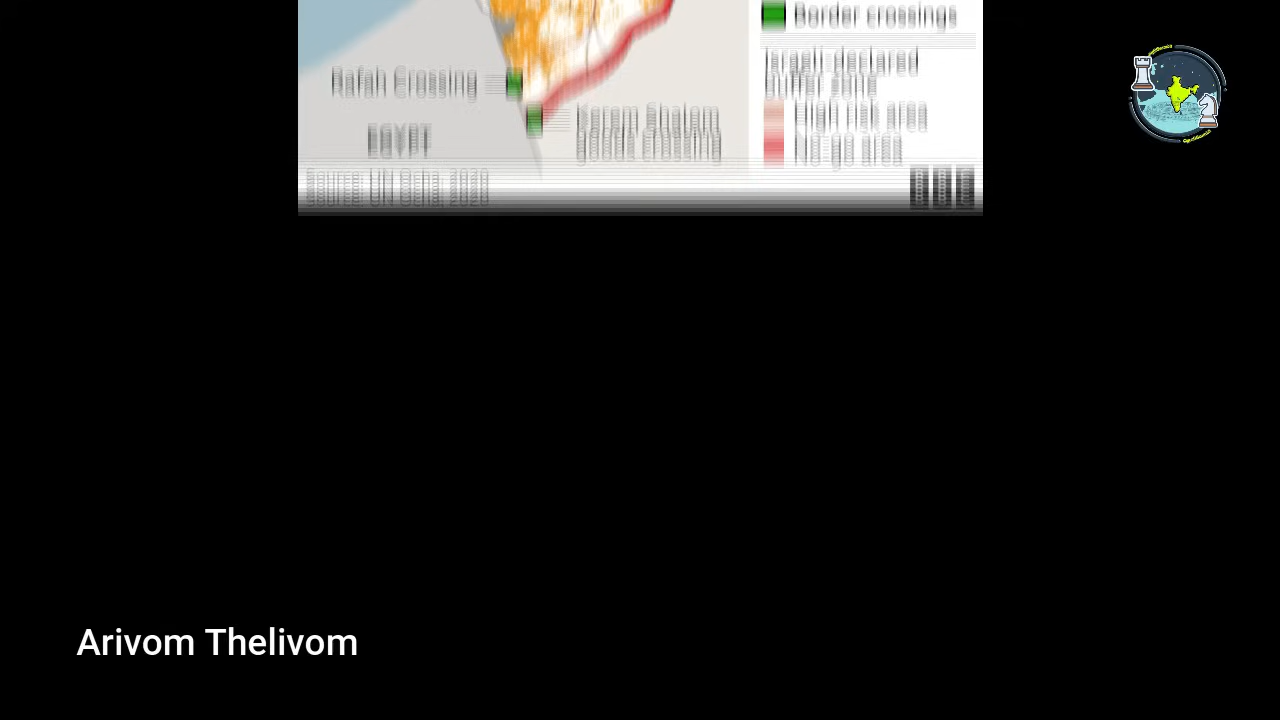 Border crossings
Israeli-declared
buffer zone
Rafah Crossing
High risk area
Kerem Shalom
goods crossing
EGYPT
No-go area
Source: UN Ocha, 2020
BBC
Arivom Thelivom